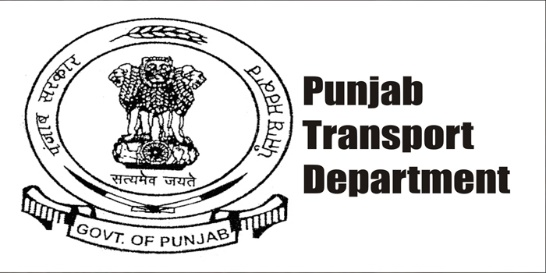 पंजाब सरकार
सत्यमेव जयते
GOVT. OF PUNJAB
Punjab
Transport
Department